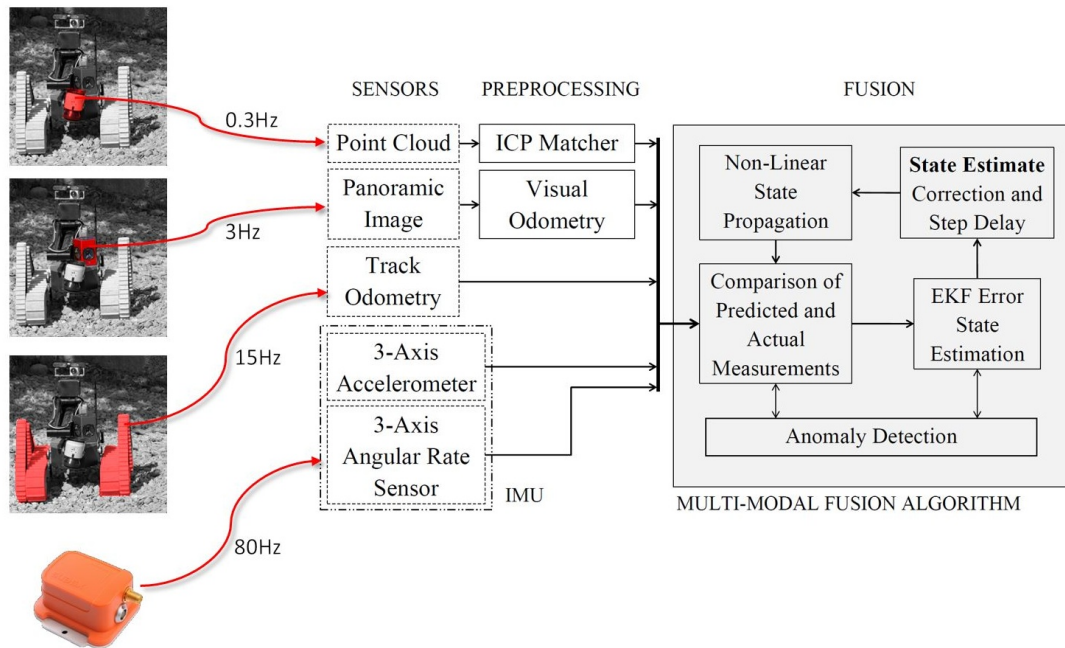 SENSORS
PREPROCESSING
FUSION
0.3Hz
Point Cloud
ICP Matcher
3Hz
Panoramic
Image
Visual
Odometry
15Hz
Track
Odometry
80Hz
3-Axis
Accelerometer
3-Axis
Angular Rate
Sensor
IMU
Non-Linear
State
Propagation
State Estimate
Correction and
Step Delay
Comparison of
Predicted and
Actual
Measurements
EKF Error
State
Estimation
Anomaly Detection
MULTI-MODAL FUSION ALGORITHM